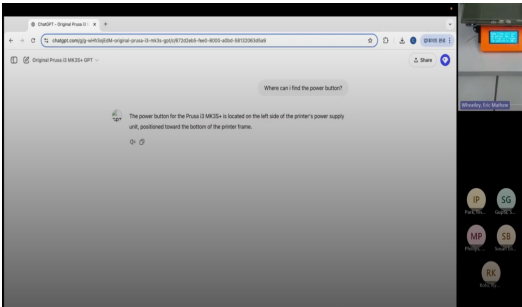 ChatGPT - Original Prusa i3
Original Prusa i3 MK3S+ GPT
Share
Where can i find the power button?
The power button for the Prusa i3 MK3S+ is located on the left side of the printer's power supply
unit, positioned toward the bottom of the printer frame.
Wheatley, Eric Mathew
IP
SG
MP
SB
RK